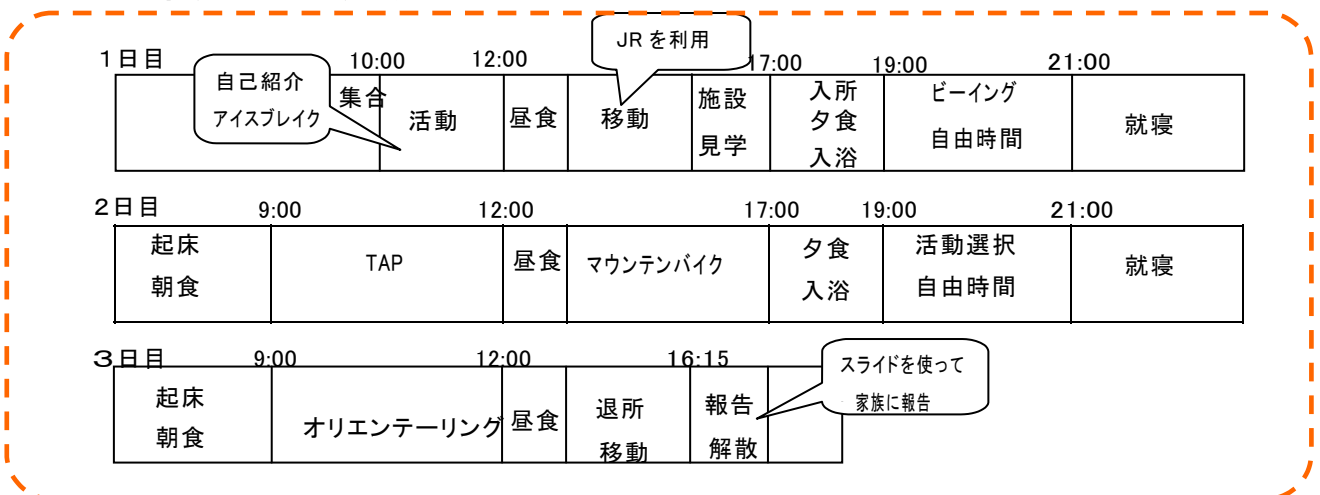 1日目 10:00 12:00 17:00 19:00 21:00
JRを利用
自己紹介
アイスブレイク
集合
活動
昼食
移動
施設
見学
入所
夕食
入浴
ビーイング
自由時間
就寝
2日目 9:00 12:00 17:00 19:00 21:00
起床
朝食
TAP
昼食
マウンテンバイク
夕食
入浴
活動選択
自由時間
就寝
3日目 9:00 12:00 16:15
起床
朝食
オリエンテーリング
昼食
退所
移動
報告
解散
スライドを使って
家族に報告